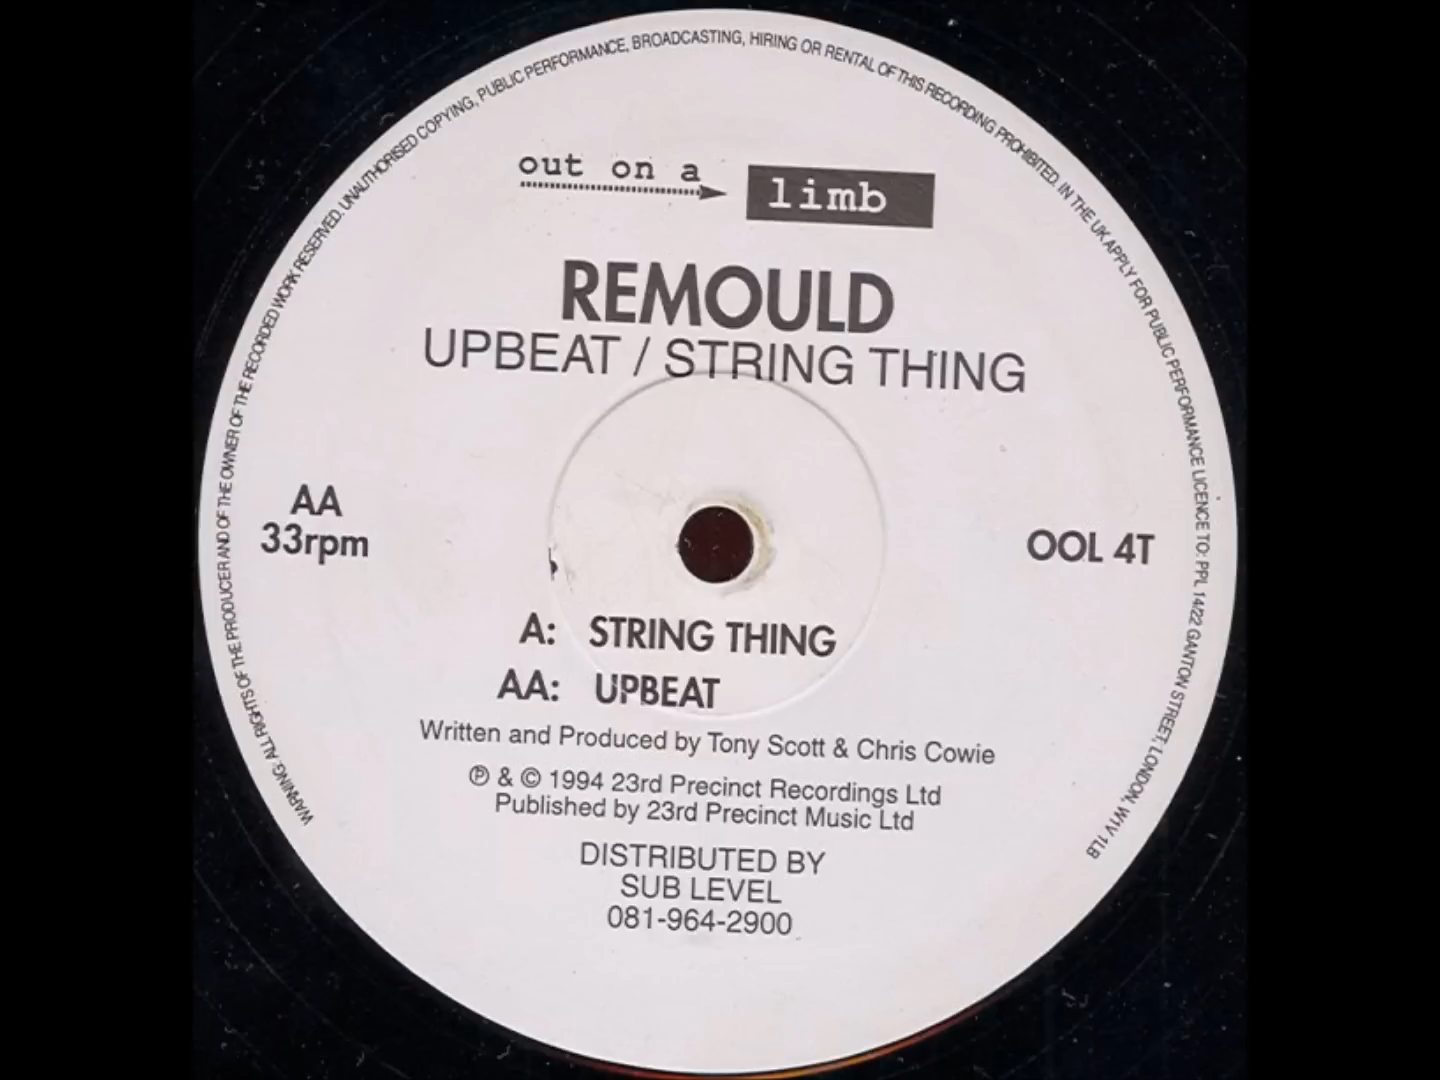 WARNING: ALL RIGHTS OF THE PRODUCER AND OF THE OWNER OF THE RECORDED WORK RESERVED. UNAUTHORISED COPYING, PUBLIC PERFORMANCE, BROADCASTING, HIRING OR RENTAL OF THIS RECORDING PROHIBITED. IN THE UK APPLY FOR PUBLIC PERFORMANCE LICENCE TO: PPL 14/22 GANTON STREET, LONDON, W1V 1LB
out on a limb
REMOULD
UPBEAT / STRING THING
AA
33rpm
OOL 4T
A: STRING THING
AA: UPBEAT
Written and Produced by Tony Scott & Chris Cowie
℗ & © 1994 23rd Precinct Recordings Ltd
Published by 23rd Precinct Music Ltd
DISTRIBUTED BY
SUB LEVEL
081-964-2900